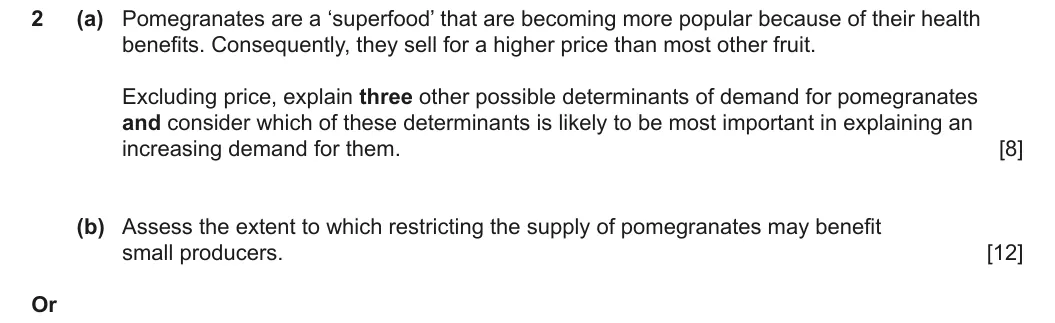 2 (a) Pomegranates are a ‘superfood’ that are becoming more popular because of their health
benefits. Consequently, they sell for a higher price than most other fruit.
Excluding price, explain three other possible determinants of demand for pomegranates
and consider which of these determinants is likely to be most important in explaining an
increasing demand for them. [8]
(b) Assess the extent to which restricting the supply of pomegranates may benefit
small producers. [12]
Or